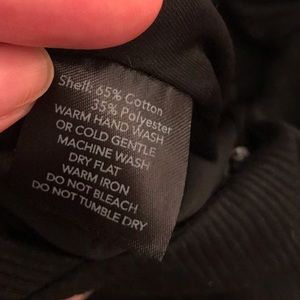 Shell: 65% Cotton
35% Polyester
WARM HAND WASH
OR COLD GENTLE
MACHINE WASH
DRY FLAT
WARM IRON
DO NOT BLEACH
DO NOT TUMBLE DRY